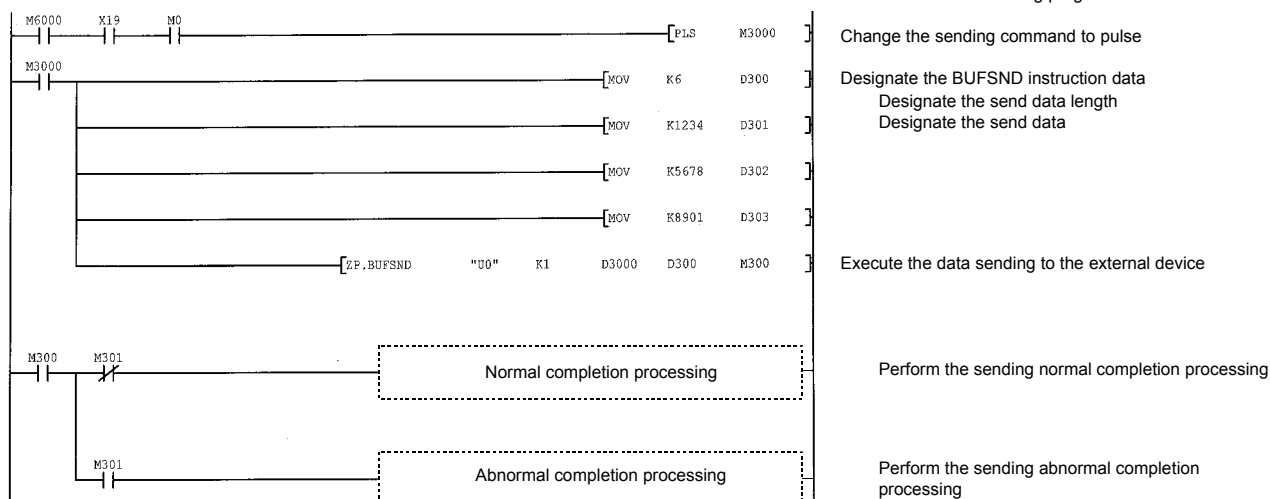 M6000 X19 M0
[PLS M3000 ] Change the sending command to pulse
M3000
[MOV K6 D300 ] Designate the BUFSND instruction data
Designate the send data length
[MOV K1234 D301 ] Designate the send data
[MOV K5678 D302 ]
[MOV K8901 D303 ]
[ZP.BUFSND "U0" K1 D3000 D300 M300 ] Execute the data sending to the external device
M300 M301
Normal completion processing Perform the sending normal completion processing
M301
Abnormal completion processing Perform the sending abnormal completion
processing